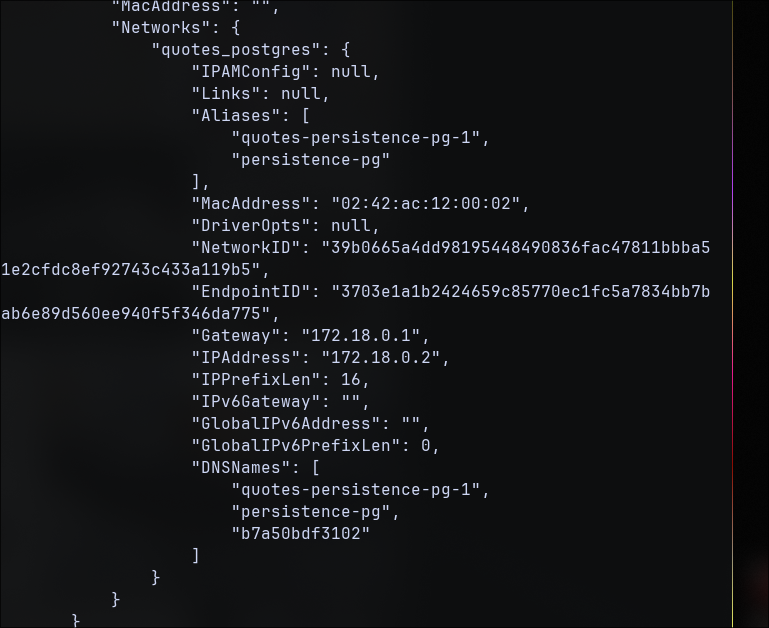 "MacAddress": "",
"Networks": {
"quotes_postgres": {
"IPAMConfig": null,
"Links": null,
"Aliases": [
"quotes-persistence-pg-1",
"persistence-pg"
],
"MacAddress": "02:42:ac:12:00:02",
"DriverOpts": null,
"NetworkID": "39b0665a4dd98195448490836fac47811bbba5
1e2cfdc8ef92743c433a119b5",
"EndpointID": "3703e1a1b2424659c85770ec1fc5a7834bb7b
ab6e89d560ee940f5f346da775",
"Gateway": "172.18.0.1",
"IPAddress": "172.18.0.2",
"IPPrefixLen": 16,
"IPv6Gateway": "",
"GlobalIPv6Address": "",
"GlobalIPv6PrefixLen": 0,
"DNSNames": [
"quotes-persistence-pg-1",
"persistence-pg",
"b7a50bdf3102"
]
}
}
}